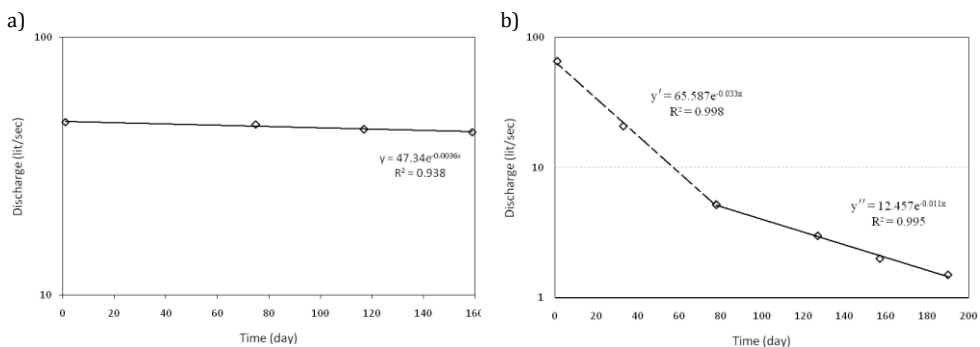 a)
100
Discharge (lit/sec)
y = 47.34e^-0.0036x
R² = 0.938
10
0 20 40 60 80 100 120 140 160
Time (day)
b)
100
Discharge (lit/sec)
y′ = 65.587e^-0.033x
R² = 0.998
10
y″ = 12.457e^-0.011x
R² = 0.995
1
0 20 40 60 80 100 120 140 160 180 200
Time (day)